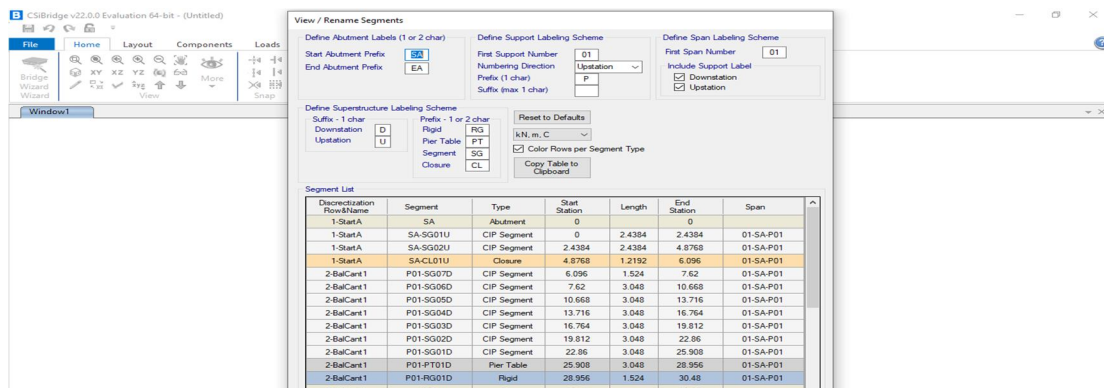 CSiBridge v22.0.0 Evaluation 64-bit - (Untitled)
File Home Layout Components Loads
Bridge Wizard
XY XZ YZ
More
Wizard View Snap
Window1
View / Rename Segments
Define Abutment Labels (1 or 2 char)
Start Abutment Prefix SA
End Abutment Prefix EA
Define Support Labeling Scheme
First Support Number 01
Numbering Direction Upstation
Prefix (1 char) P
Suffix (max 1 char)
Define Span Labeling Scheme
First Span Number 01
Include Support Label
Downstation
Upstation
Define Superstructure Labeling Scheme
Suffix - 1 char
Downstation D
Upstation U
Prefix - 1 or 2 char
Rigid RG
Pier Table PT
Segment SG
Closure CL
Reset to Defaults
kN, m, C
Color Rows per Segment Type
Copy Table to Clipboard
Segment List
Discrectization Row&Name Segment Type Start Station Length End Station Span
1-StartA SA Abutment 0 0
1-StartA SA-SG01U CIP Segment 0 2.4384 2.4384 01-SA-P01
1-StartA SA-SG02U CIP Segment 2.4384 2.4384 4.8768 01-SA-P01
1-StartA SA-CL01U Closure 4.8768 1.2192 6.096 01-SA-P01
2-BalCant1 P01-SG07D CIP Segment 6.096 1.524 7.62 01-SA-P01
2-BalCant1 P01-SG06D CIP Segment 7.62 3.048 10.668 01-SA-P01
2-BalCant1 P01-SG05D CIP Segment 10.668 3.048 13.716 01-SA-P01
2-BalCant1 P01-SG04D CIP Segment 13.716 3.048 16.764 01-SA-P01
2-BalCant1 P01-SG03D CIP Segment 16.764 3.048 19.812 01-SA-P01
2-BalCant1 P01-SG02D CIP Segment 19.812 3.048 22.86 01-SA-P01
2-BalCant1 P01-SG01D CIP Segment 22.86 3.048 25.908 01-SA-P01
2-BalCant1 P01-PT01D Pier Table 25.908 3.048 28.956 01-SA-P01
2-BalCant1 P01-RG01D Rigid 28.956 1.524 30.48 01-SA-P01